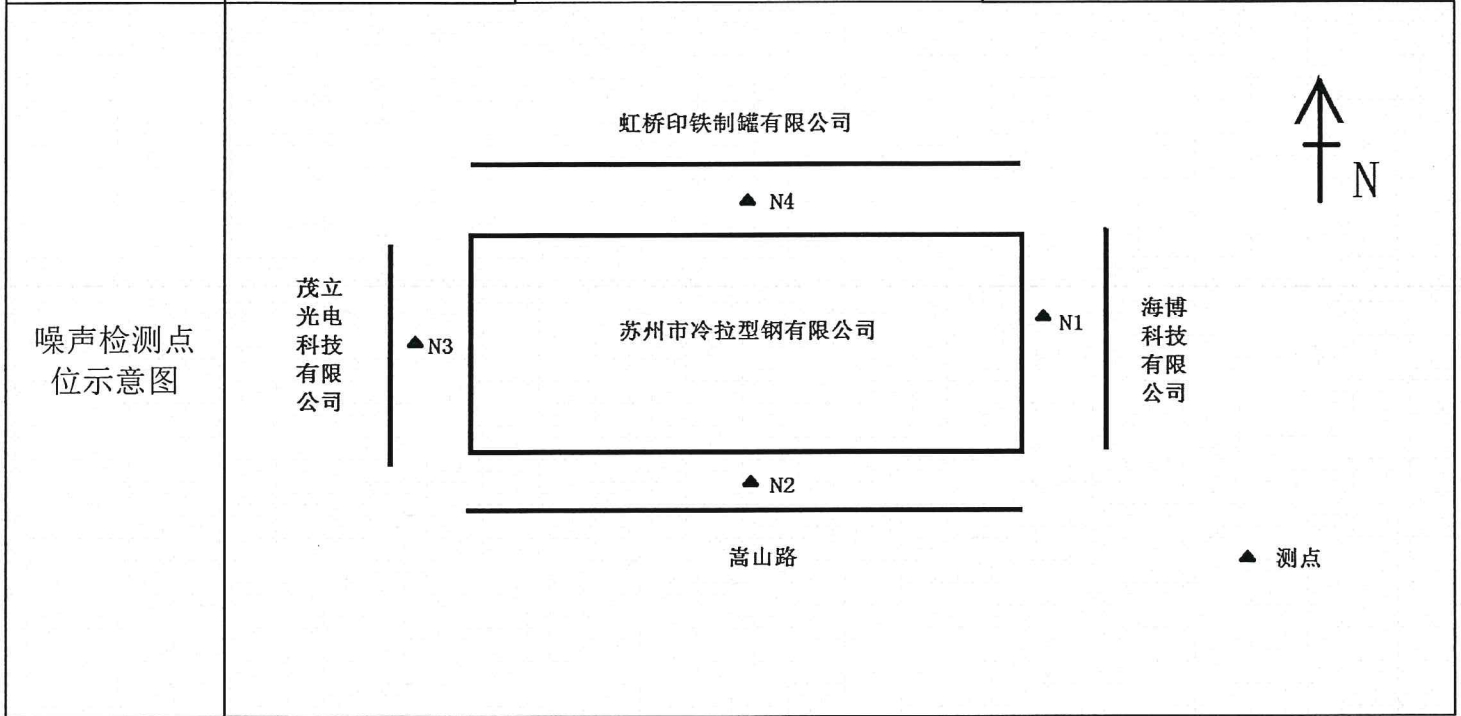 噪声检测点
位示意图
虹桥印铁制罐有限公司
N
N4
茂立
光电
科技
有限
公司
N3
苏州市冷拉型钢有限公司
N1
海博
科技
有限
公司
N2
嵩山路
测点